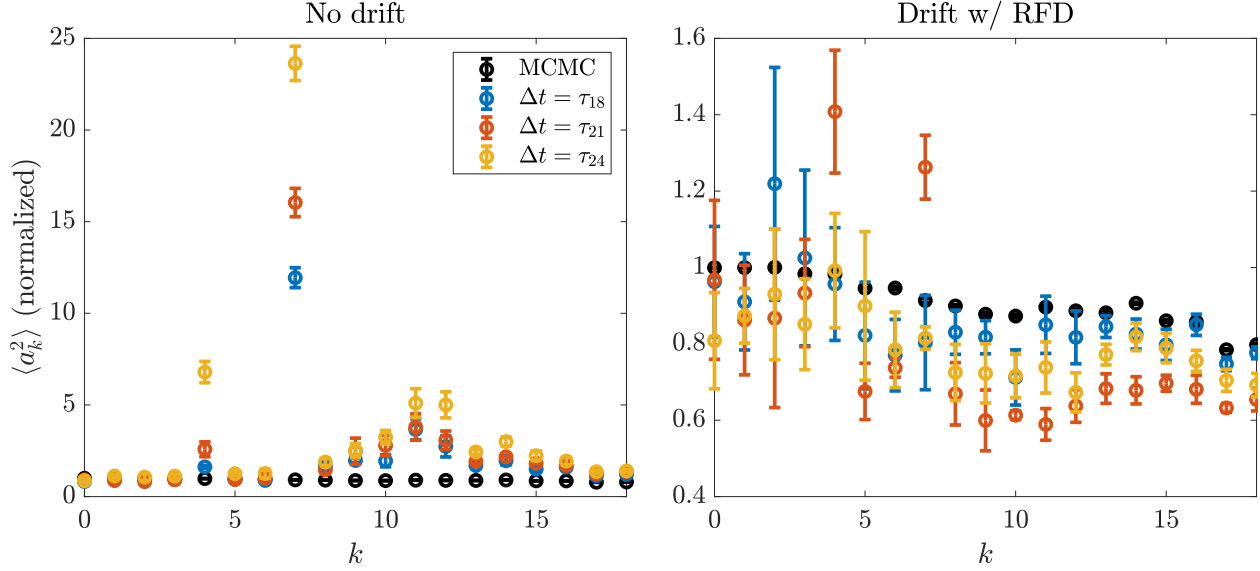 No drift
25
20
15
10
5
0
0
5
10
15
k
⟨a_k^2⟩ (normalized)
MCMC
Δt = τ_18
Δt = τ_21
Δt = τ_24
Drift w/ RFD
1.6
1.4
1.2
1
0.8
0.6
0.4
0
5
10
15
k